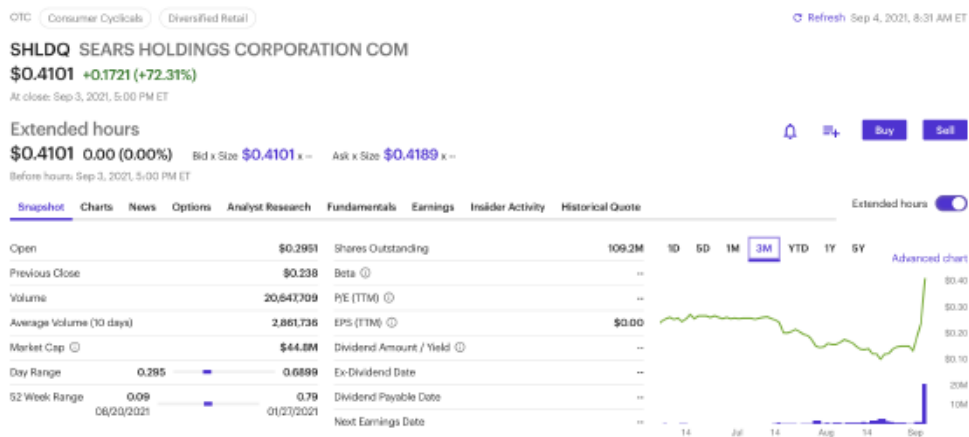 OTC Consumer Cyclicals Diversified Retail
Refresh Sep 4, 2021, 8:31 AM ET
SHLDQ SEARS HOLDINGS CORPORATION COM
$0.4101 +0.1721 (+72.31%)
At close: Sep 3, 2021, 5:00 PM ET
Extended hours
Buy Sell
$0.4101 0.00 (0.00%) Bid x Size $0.4101 x -- Ask x Size $0.4189 x --
Before hours: Sep 3, 2021, 5:00 PM ET
Snapshot Charts News Options Analyst Research Fundamentals Earnings Insider Activity Historical Quote
Extended hours
Open $0.2951
Previous Close $0.238
Volume 20,647,709
Average Volume (10 days) 2,861,736
Market Cap $44.8M
Day Range 0.295 0.6899
52 Week Range 0.09 0.79
08/20/2021 01/27/2021
Shares Outstanding 109.2M
Beta --
P/E (TTM) --
EPS (TTM) $0.00
Dividend Amount / Yield --
Ex-Dividend Date --
Dividend Payable Date --
Next Earnings Date --
1D 5D 1M 3M YTD 1Y 5Y
Advanced chart
$0.40
$0.30
$0.20
$0.10
20M
10M
14 Jul 14 Aug 14 Sep